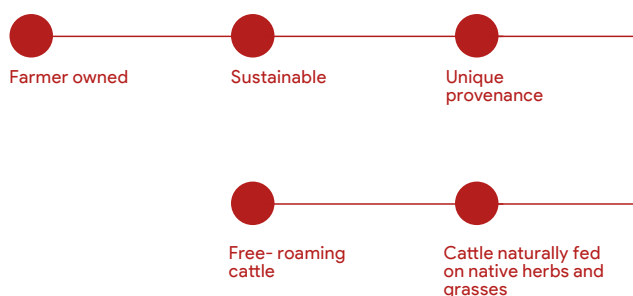 Farmer owned
Sustainable
Unique
provenance
Free- roaming
cattle
Cattle naturally fed
on native herbs and
grasses